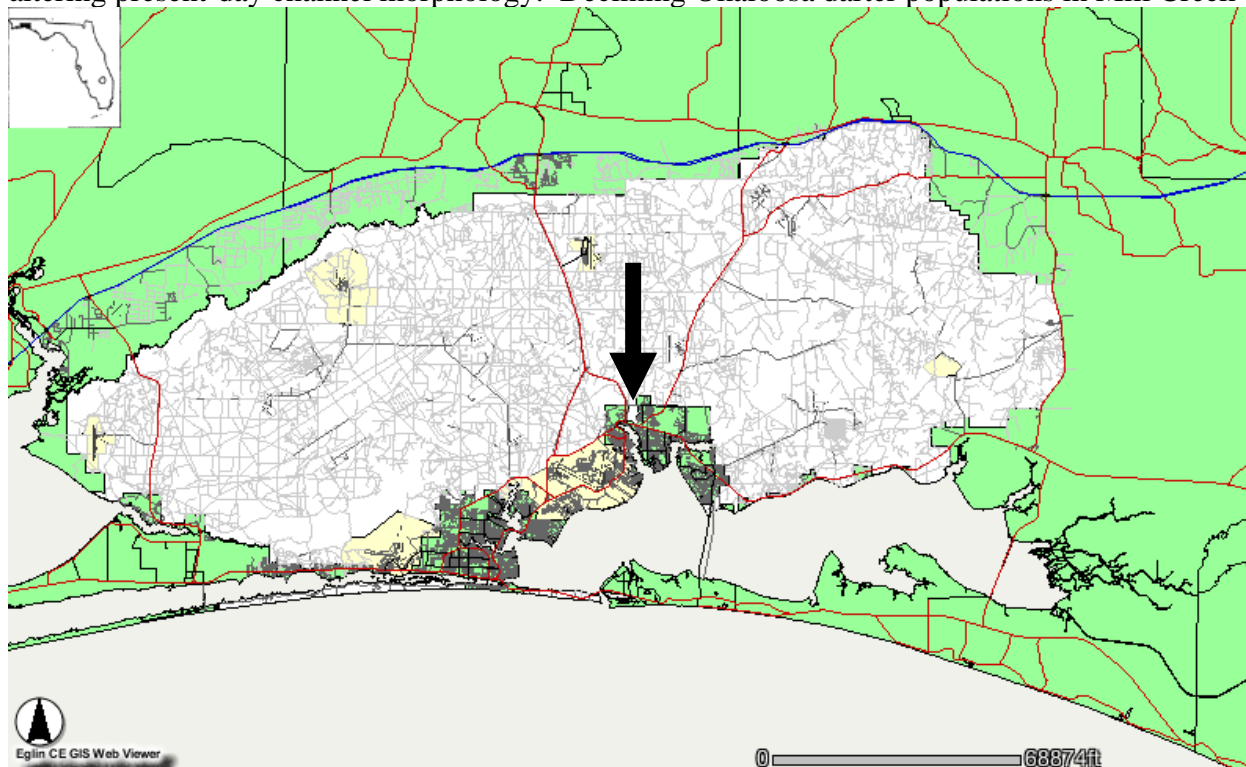 altering present-day channel morphology. Declining Okaloosa darter populations in Mill Creek
Eglin CE GIS Web Viewer
0 68874ft